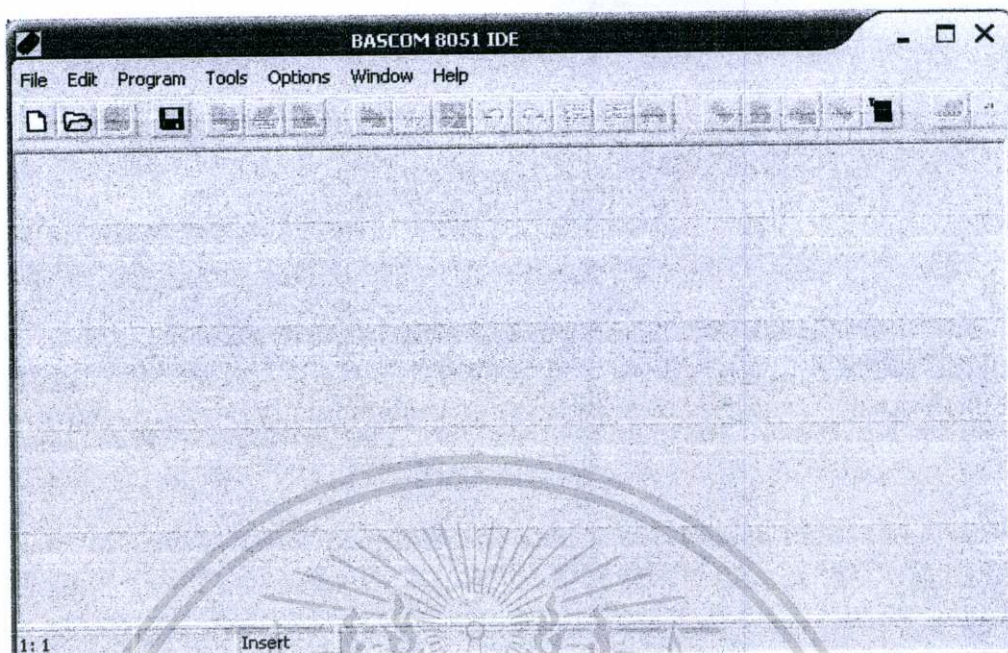 BASCOM 8051 IDE
File Edit Program Tools Options Window Help
1: 1 Insert